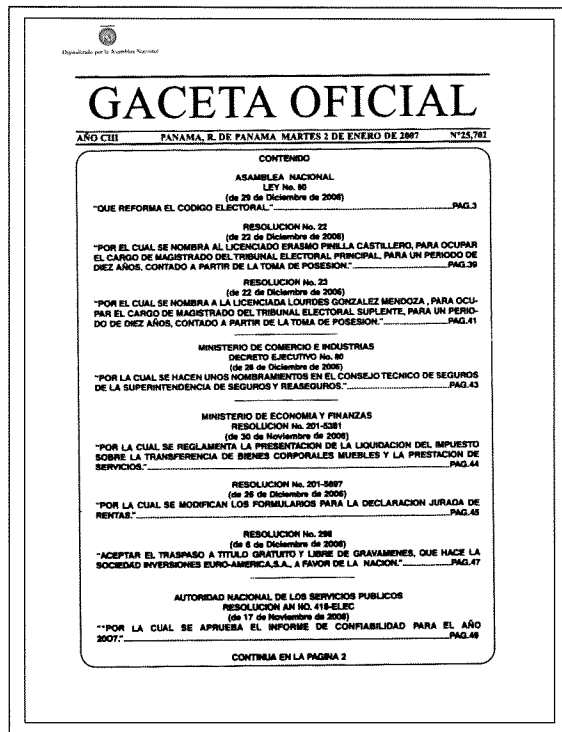 Digitalizado por la Asamblea Nacional
GACETA OFICIAL
AÑO CIII PANAMA, R. DE PANAMA MARTES 2 DE ENERO DE 2007 N°25,702
CONTENIDO
ASAMBLEA NACIONAL
LEY No. 80
(de 29 de Diciembre de 2006)
"QUE REFORMA EL CODIGO ELECTORAL." PAG.3
RESOLUCION No. 22
(de 22 de Diciembre de 2006)
"POR EL CUAL SE NOMBRA AL LICENCIADO ERASMO PINILLA CASTILLERO, PARA OCUPAR
EL CARGO DE MAGISTRADO DEL TRIBUNAL ELECTORAL PRINCIPAL, PARA UN PERIODO DE
DIEZ AÑOS, CONTADO A PARTIR DE LA TOMA DE POSESION." PAG.39
RESOLUCION No. 23
(de 22 de Diciembre de 2006)
"POR EL CUAL SE NOMBRA A LA LICENCIADA LOURDES GONZALEZ MENDOZA , PARA OCU-
PAR EL CARGO DE MAGISTRADO DEL TRIBUNAL ELECTORAL SUPLENTE, PARA UN PERIO-
DO DE DIEZ AÑOS, CONTADO A PARTIR DE LA TOMA DE POSESION." PAG.41
MINISTERIO DE COMERCIO E INDUSTRIAS
DECRETO EJECUTIVO No. 80
(de 26 de Diciembre de 2006)
"POR LA CUAL SE HACEN UNOS NOMBRAMIENTOS EN EL CONSEJO TECNICO DE SEGUROS
DE LA SUPERINTENDENCIA DE SEGUROS Y REASEGUROS." PAG.43
MINISTERIO DE ECONOMIA Y FINANZAS
RESOLUCION No. 201-5381
(de 30 de Noviembre de 2006)
"POR LA CUAL SE REGLAMENTA LA PRESENTACION DE LA LIQUIDACION DEL IMPUESTO
SOBRE LA TRANSFERENCIA DE BIENES CORPORALES MUEBLES Y LA PRESTACION DE
SERVICIOS." PAG.44
RESOLUCION No. 201-5697
(de 26 de Diciembre de 2006)
"POR LA CUAL SE MODIFICAN LOS FORMULARIOS PARA LA DECLARACION JURADA DE
RENTAS." PAG.45
RESOLUCION No. 298
(de 6 de Diciembre de 2006)
"ACEPTAR EL TRASPASO A TITULO GRATUITO Y LIBRE DE GRAVAMENES, QUE HACE LA
SOCIEDAD INVERSIONES EURO-AMERICA,S.A., A FAVOR DE LA NACION." PAG.47
AUTORIDAD NACIONAL DE LOS SERVICIOS PUBLICOS
RESOLUCION AN NO. 418-ELEC
(de 17 de Noviembre de 2006)
""POR LA CUAL SE APRUEBA EL INFORME DE CONFIABILIDAD PARA EL AÑO
2007." PAG.49
CONTINUA EN LA PAGINA 2